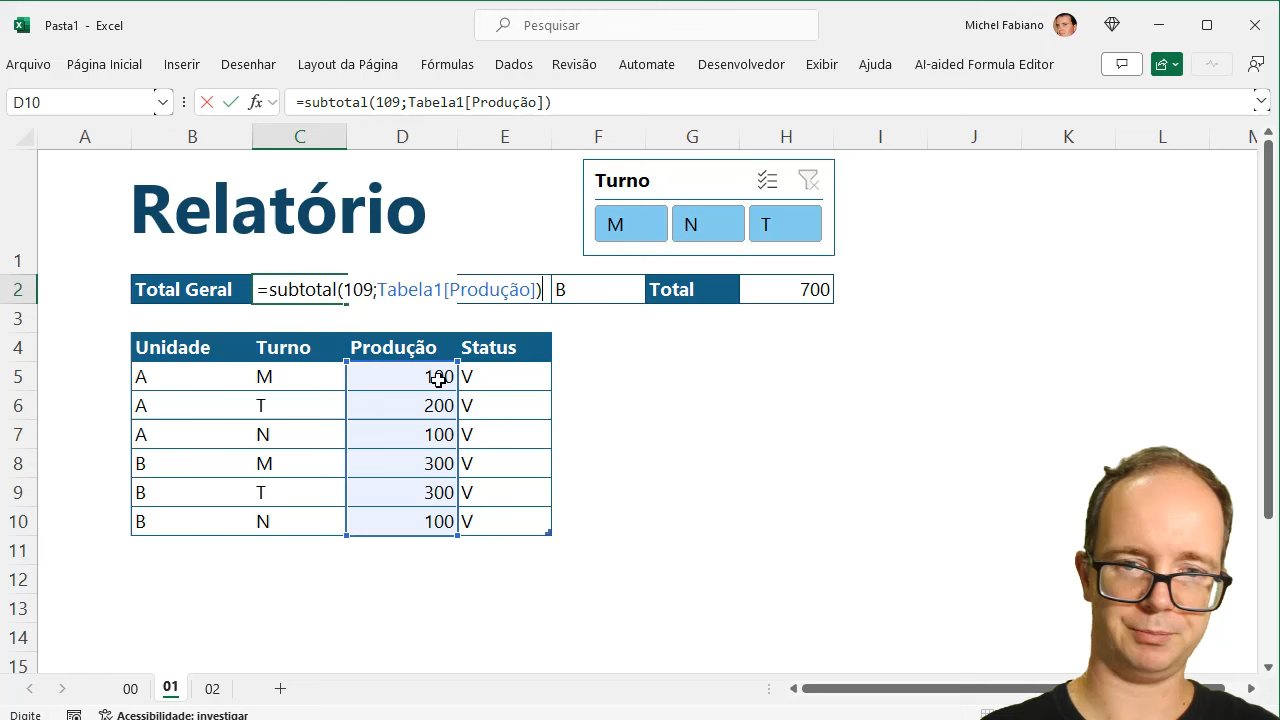 Pasta1 - Excel
Pesquisar
Michel Fabiano
Arquivo Página Inicial Inserir Desenhar Layout da Página Fórmulas Dados Revisão Automate Desenvolvedor Exibir Ajuda AI-aided Formula Editor
D10 fx =subtotal(109;Tabela1[Produção])
A B C D E F G H I J K L M
Relatório
Turno
M N T
1
2 Total Geral =subtotal(109;Tabela1[Produção]) B Total 700
3
4 Unidade Turno Produção Status
5 A M 100 V
6 A T 200 V
7 A N 100 V
8 B M 300 V
9 B T 300 V
10 B N 100 V
11
12
13
14
15
00 01 02
Digite Acessibilidade: investigar